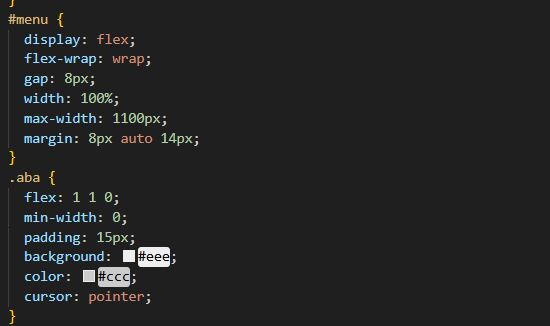 }
#menu {
display: flex;
flex-wrap: wrap;
gap: 8px;
width: 100%;
max-width: 1100px;
margin: 8px auto 14px;
}
.aba {
flex: 1 1 0;
min-width: 0;
padding: 15px;
background: #eee;
color: #ccc;
cursor: pointer;
}